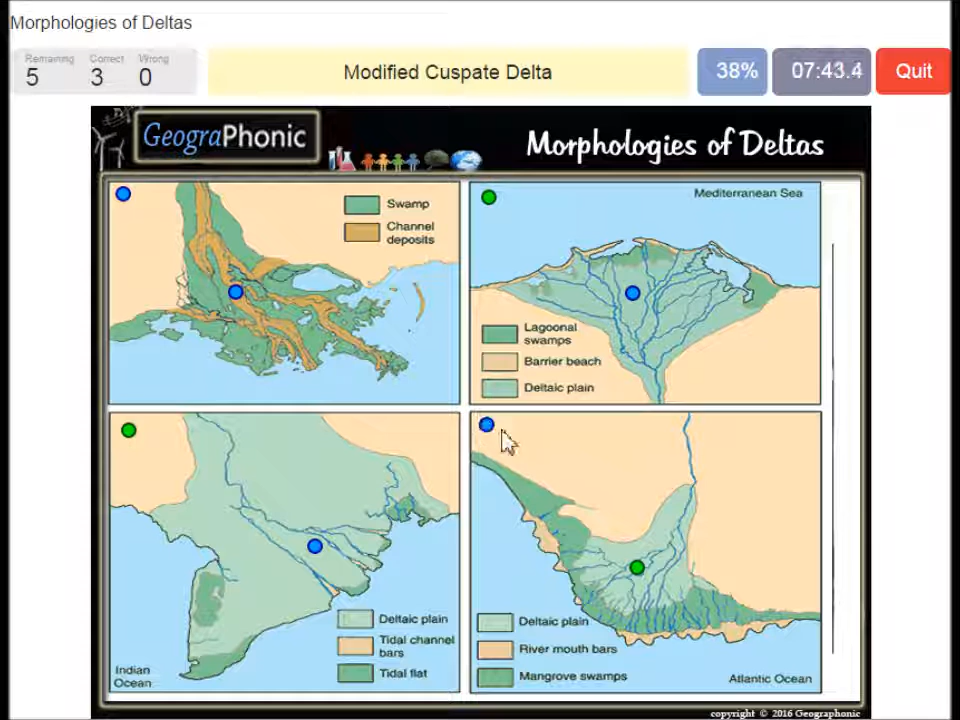 Morphologies of Deltas
Remaining Correct Wrong
5 3 0
Modified Cuspate Delta
38%
07:43.4
Quit
GeograPhonic
Morphologies of Deltas
Swamp
Channel
deposits
Mediterranean Sea
Lagoonal
swamps
Barrier beach
Deltaic plain
Deltaic plain
Tidal channel
bars
Tidal flat
Indian
Ocean
Deltaic plain
River mouth bars
Mangrove swamps
Atlantic Ocean
copyright © 2016 Geographonic